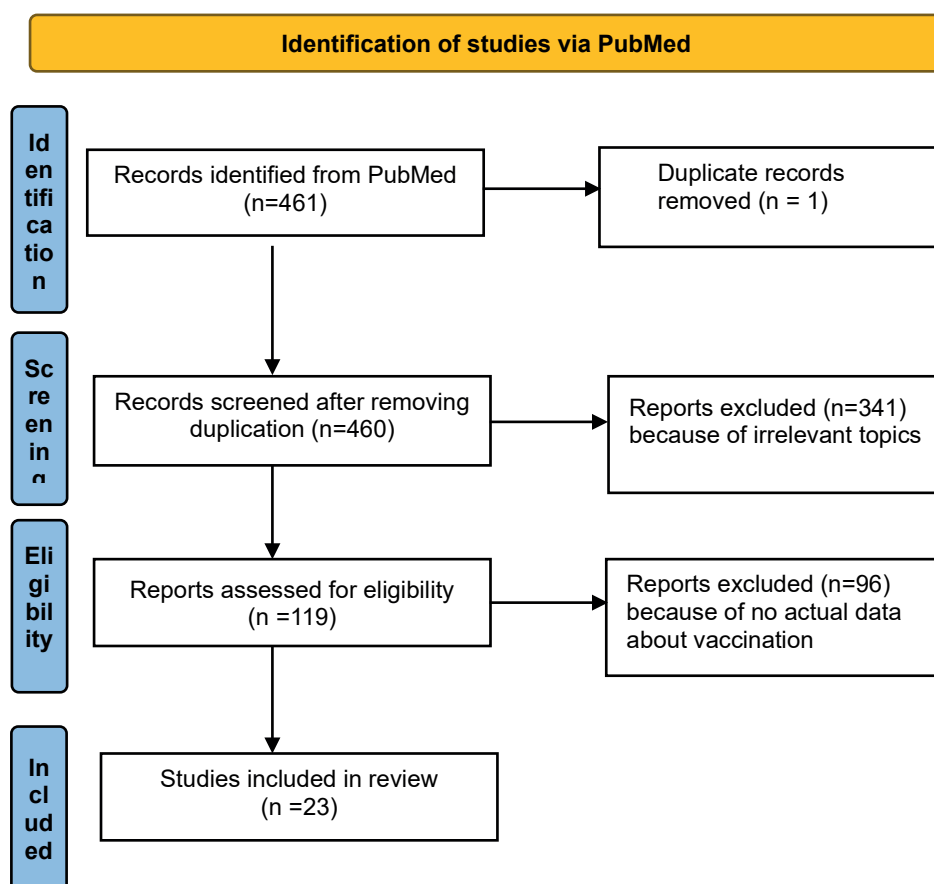 Identification of studies via PubMed
Id
en
tifi
ca
tio
n
Records identified from PubMed
(n=461)
Duplicate records
removed (n = 1)
Sc
re
en
in
g
Records screened after removing
duplication (n=460)
Reports excluded (n=341)
because of irrelevant topics
Eli
gi
bil
ity
Reports assessed for eligibility
(n =119)
Reports excluded (n=96)
because of no actual data
about vaccination
In
cl
ud
ed
Studies included in review
(n =23)